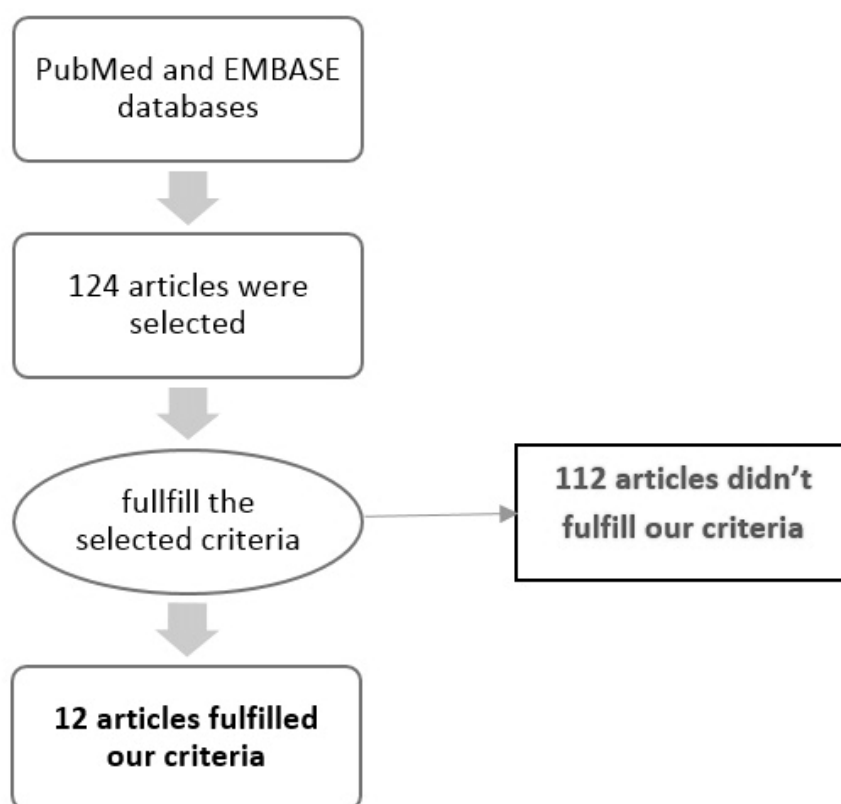 PubMed and EMBASE
databases
124 articles were
selected
fullfill the
selected criteria
112 articles didn’t
fulfill our criteria
12 articles fulfilled
our criteria